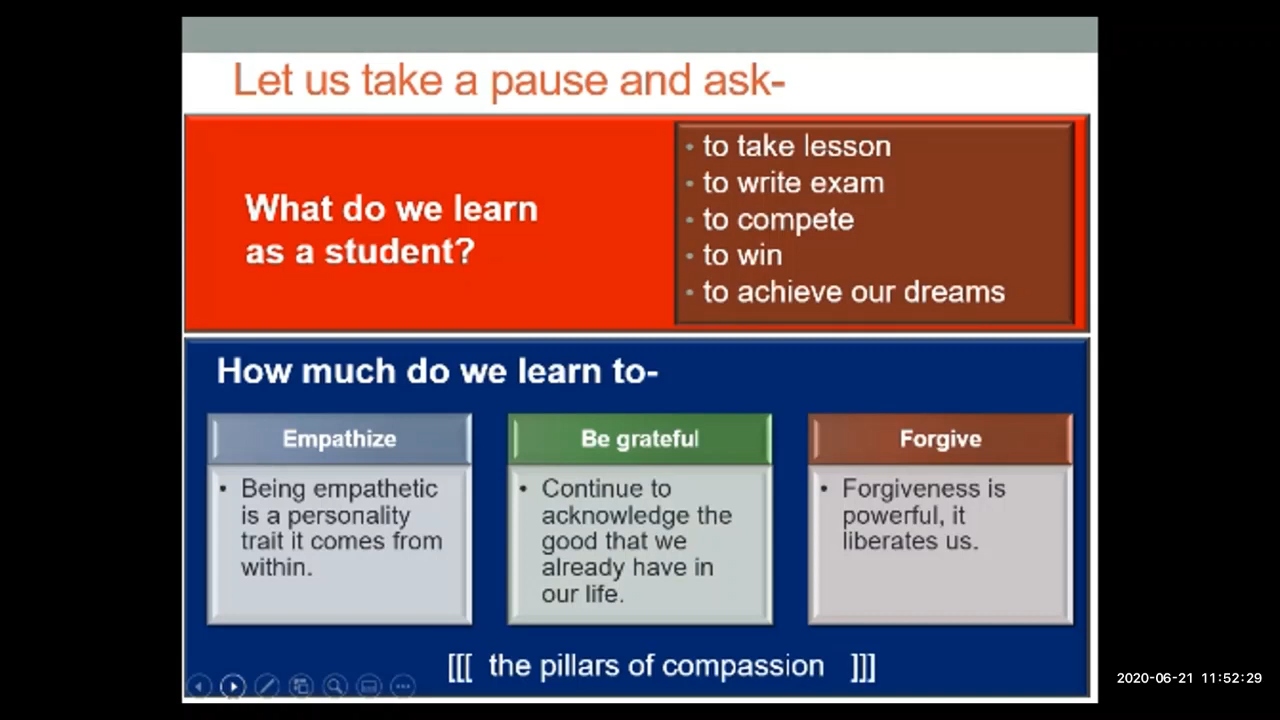 Let us take a pause and ask-
What do we learn
as a student?
• to take lesson
• to write exam
• to compete
• to win
• to achieve our dreams
How much do we learn to-
Empathize
• Being empathetic
is a personality
trait it comes from
within.
Be grateful
• Continue to
acknowledge the
good that we
already have in
our life.
Forgive
• Forgiveness is
powerful, it
liberates us.
[[[ the pillars of compassion ]]]
2020-06-21 11:52:29